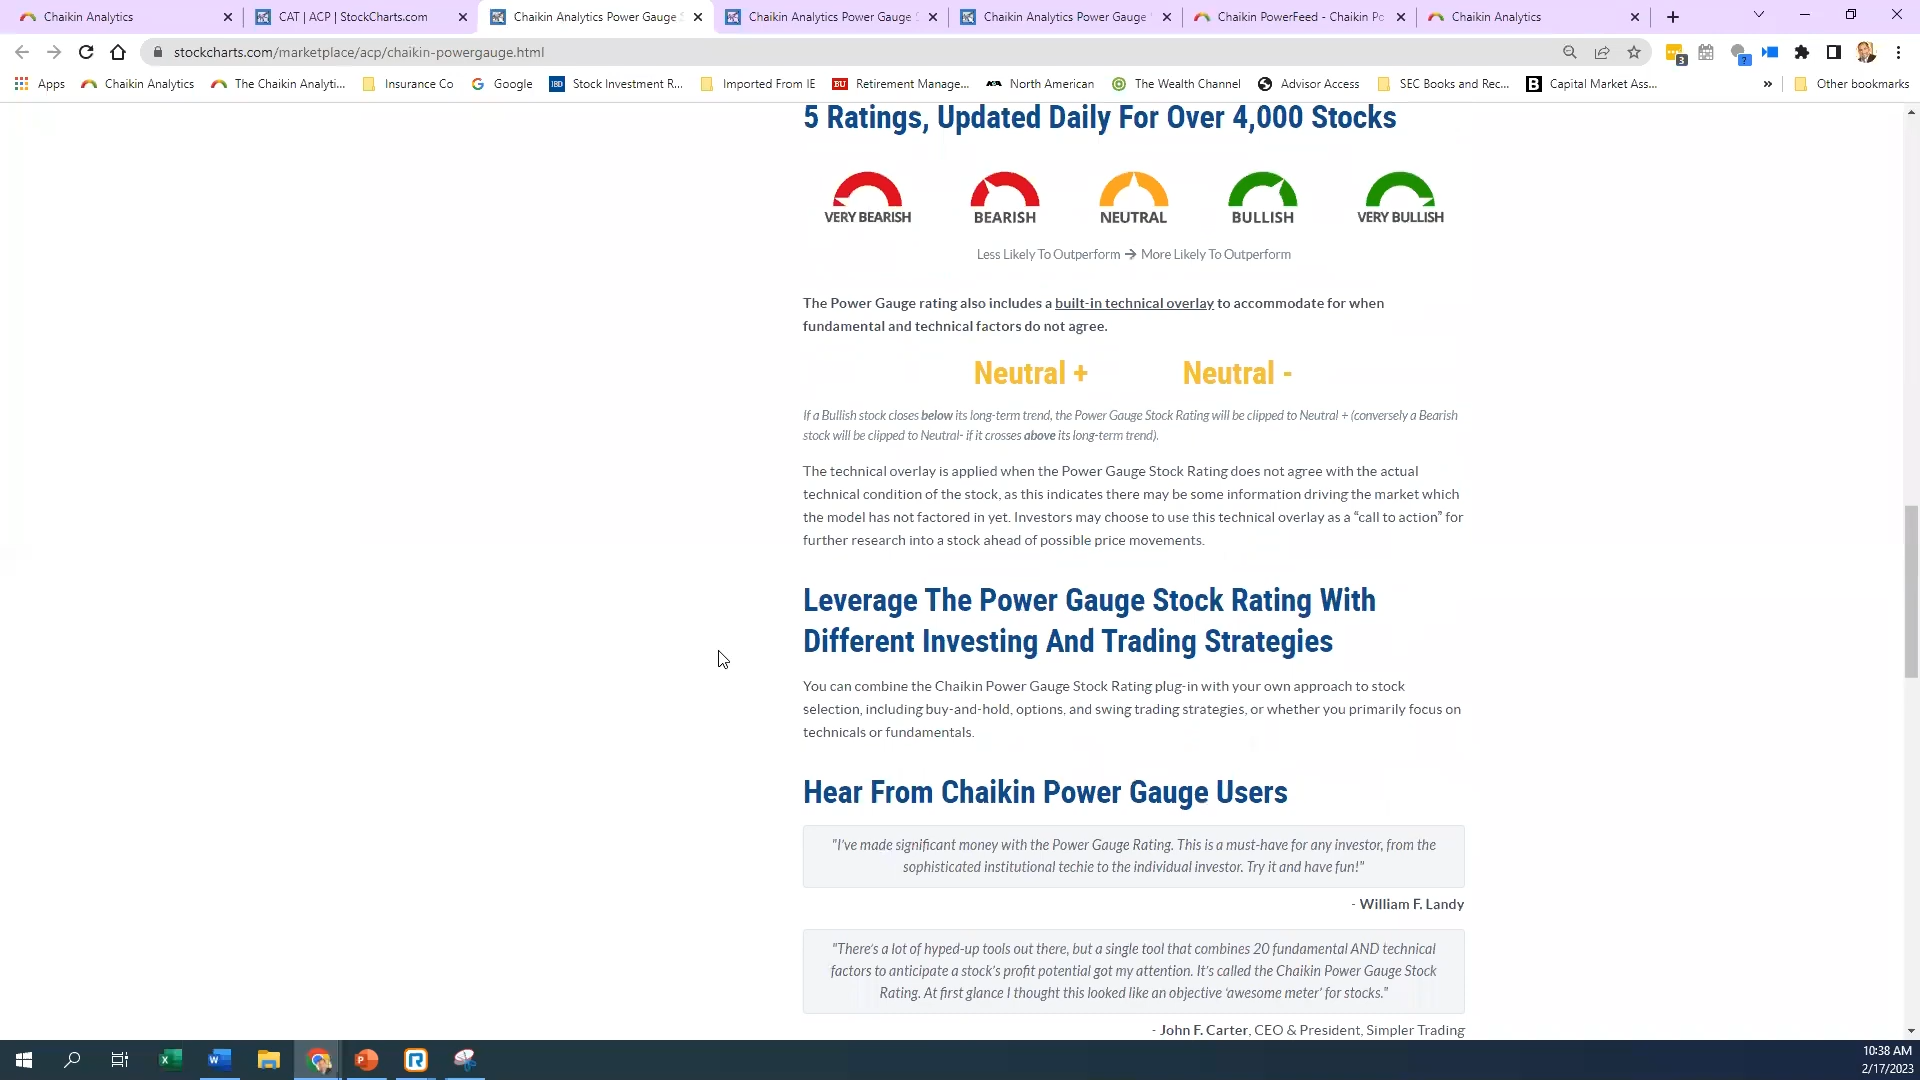 Chaikin Analytics
CAT | ACP | StockCharts.com
Chaikin Analytics Power Gauge
Chaikin Analytics Power Gauge
Chaikin Analytics Power Gauge
Chaikin PowerFeed - Chaikin Po
Chaikin Analytics
stockcharts.com/marketplace/acp/chaikin-powergauge.html
3
?
Apps
Chaikin Analytics
The Chaikin Analyti...
Insurance Co
Google
IBD
Stock Investment R...
Imported From IE
BU
Retirement Manage...
North American
The Wealth Channel
Advisor Access
SEC Books and Rec...
B
Capital Market Ass...
»
Other bookmarks
5 Ratings, Updated Daily For Over 4,000 Stocks
VERY BEARISH
BEARISH
NEUTRAL
BULLISH
VERY BULLISH
Less Likely To Outperform → More Likely To Outperform
The Power Gauge rating also includes a built-in technical overlay to accommodate for when
fundamental and technical factors do not agree.
Neutral +
Neutral -
If a Bullish stock closes below its long-term trend, the Power Gauge Stock Rating will be clipped to Neutral + (conversely a Bearish
stock will be clipped to Neutral- if it crosses above its long-term trend).
The technical overlay is applied when the Power Gauge Stock Rating does not agree with the actual
technical condition of the stock, as this indicates there may be some information driving the market which
the model has not factored in yet. Investors may choose to use this technical overlay as a “call to action” for
further research into a stock ahead of possible price movements.
Leverage The Power Gauge Stock Rating With
Different Investing And Trading Strategies
You can combine the Chaikin Power Gauge Stock Rating plug-in with your own approach to stock
selection, including buy-and-hold, options, and swing trading strategies, or whether you primarily focus on
technicals or fundamentals.
Hear From Chaikin Power Gauge Users
"I've made significant money with the Power Gauge Rating. This is a must-have for any investor, from the
sophisticated institutional techie to the individual investor. Try it and have fun!"
- William F. Landy
"There's a lot of hyped-up tools out there, but a single tool that combines 20 fundamental AND technical
factors to anticipate a stock's profit potential got my attention. It's called the Chaikin Power Gauge Stock
Rating. At first glance I thought this looked like an objective ‘awesome meter’ for stocks."
- John F. Carter, CEO & President, Simpler Trading
10:38 AM
2/17/2023